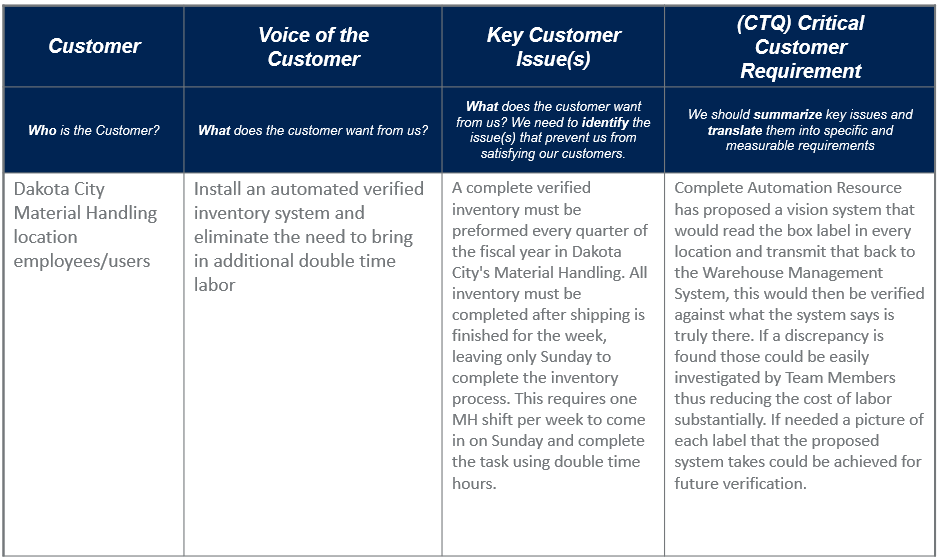 Customer
Voice of the
Customer
Key Customer
Issue(s)
(CTQ) Critical
Customer
Requirement
Who is the Customer?
What does the customer want from us?
What does the customer want
from us? We need to identify the
issue(s) that prevent us from
satisfying our customers.
We should summarize key issues and
translate them into specific and
measurable requirements
Dakota City
Material Handling
location
employees/users
Install an automated verified
inventory system and
eliminate the need to bring
in additional double time
labor
A complete verified
inventory must be
preformed every quarter of
the fiscal year in Dakota
City's Material Handling. All
inventory must be
completed after shipping is
finished for the week,
leaving only Sunday to
complete the inventory
process. This requires one
MH shift per week to come
in on Sunday and complete
the task using double time
hours.
Complete Automation Resource
has proposed a vision system that
would read the box label in every
location and transmit that back to
the Warehouse Management
System, this would then be verified
against what the system says is
truly there. If a discrepancy is
found those could be easily
investigated by Team Members
thus reducing the cost of labor
substantially. If needed a picture of
each label that the proposed
system takes could be achieved for
future verification.